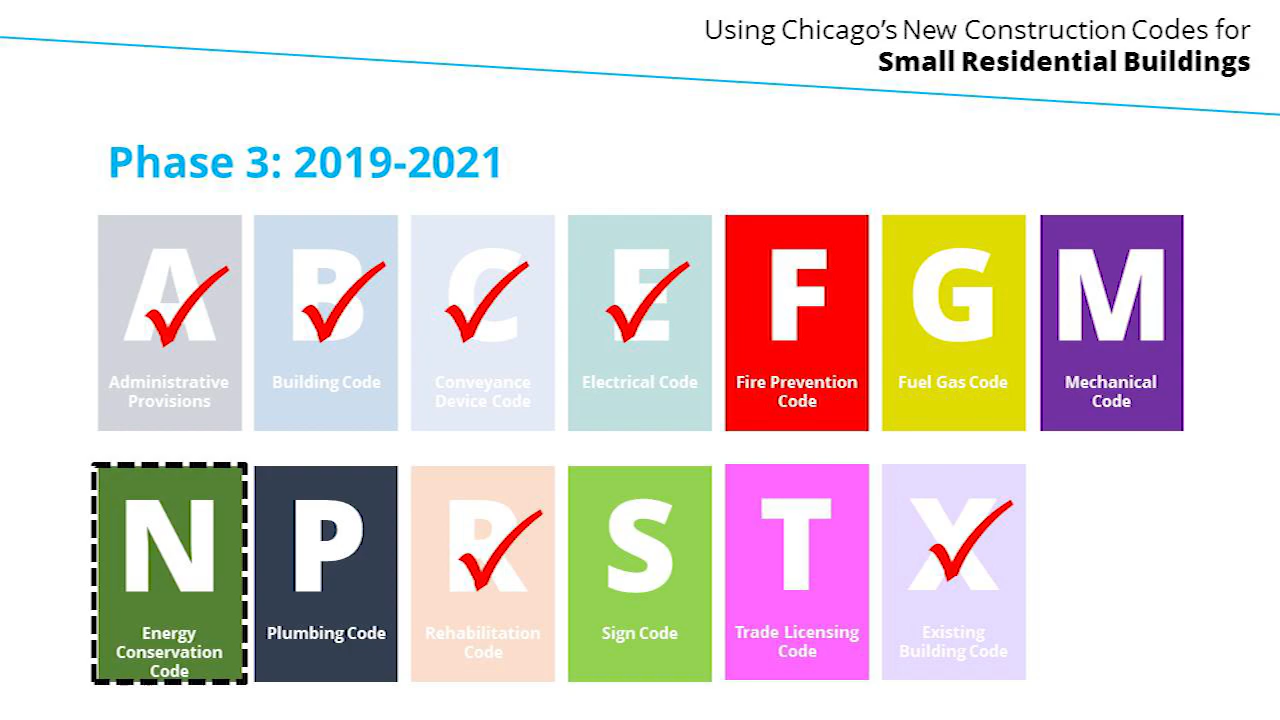 Using Chicago’s New Construction Codes for
Small Residential Buildings
Phase 3: 2019-2021
A
Administrative
Provisions
B
Building Code
C
Conveyance
Device Code
E
Electrical Code
F
Fire Prevention
Code
G
Fuel Gas Code
M
Mechanical
Code
N
Energy
Conservation
Code
P
Plumbing Code
R
Rehabilitation
Code
S
Sign Code
T
Trade Licensing
Code
X
Existing
Building Code